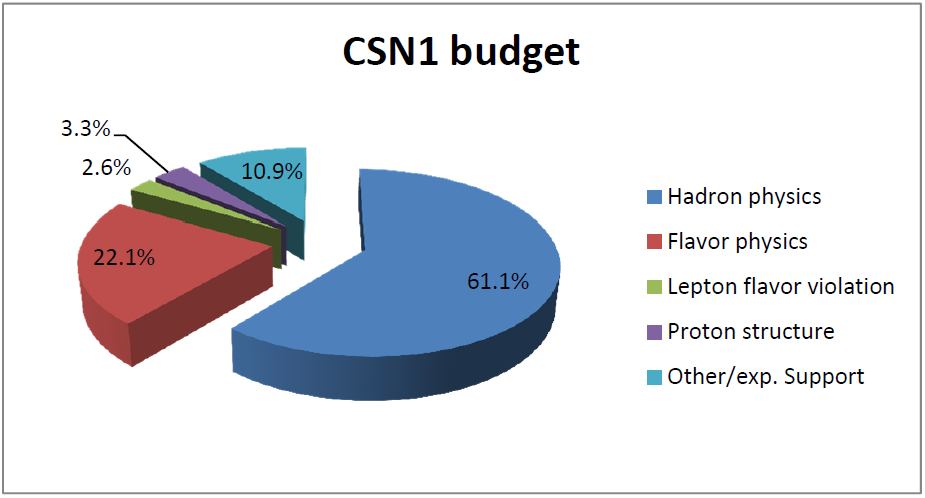 CSN1 budget
3.3%
2.6%
10.9%
22.1%
61.1%
Hadron physics
Flavor physics
Lepton flavor violation
Proton structure
Other/exp. Support